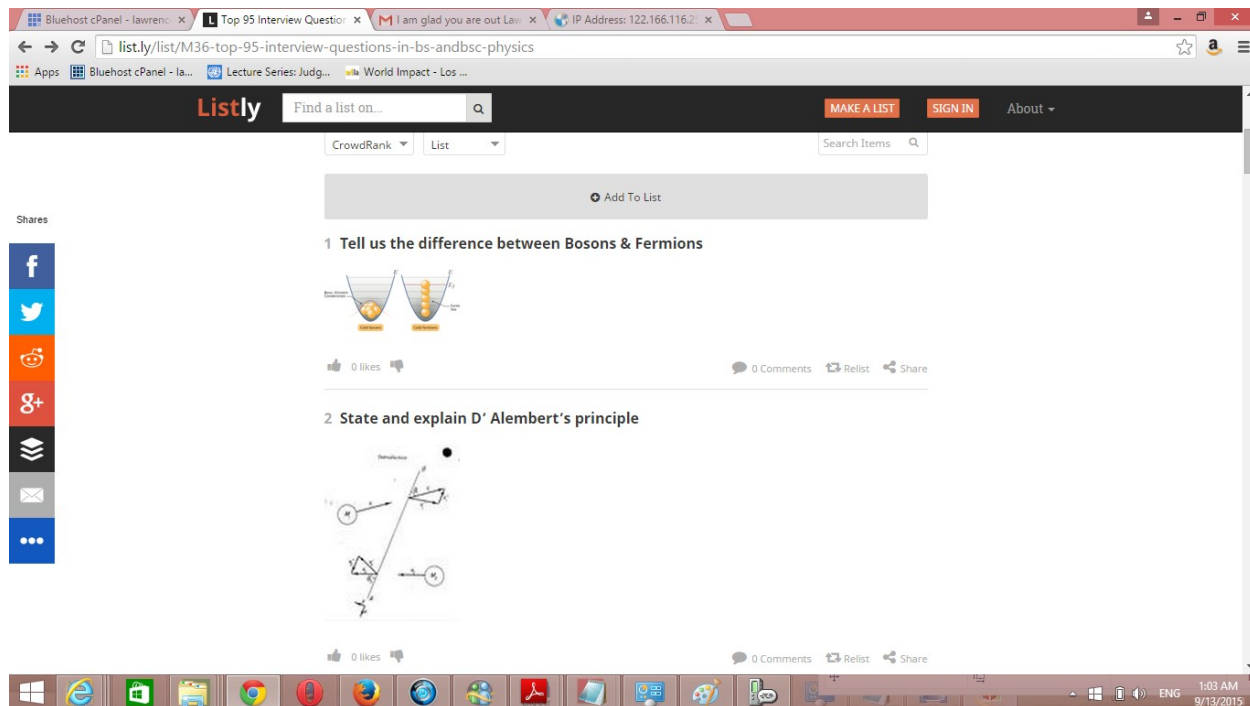 Bluehost cPanel - lawrenc
Top 95 Interview Question
I am glad you are out Law
IP Address: 122.166.116.2
list.ly/list/M36-top-95-interview-questions-in-bs-andbsc-physics
Apps Bluehost cPanel - la... Lecture Series: Judg... World Impact - Los ...
Listly Find a list on... MAKE A LIST SIGN IN About
CrowdRank List Search Items
Add To List
Shares
1 Tell us the difference between Bosons & Fermions
0 likes 0 Comments Relist Share
2 State and explain D' Alembert's principle
0 likes 0 Comments Relist Share
ENG 1:03 AM
9/13/2015